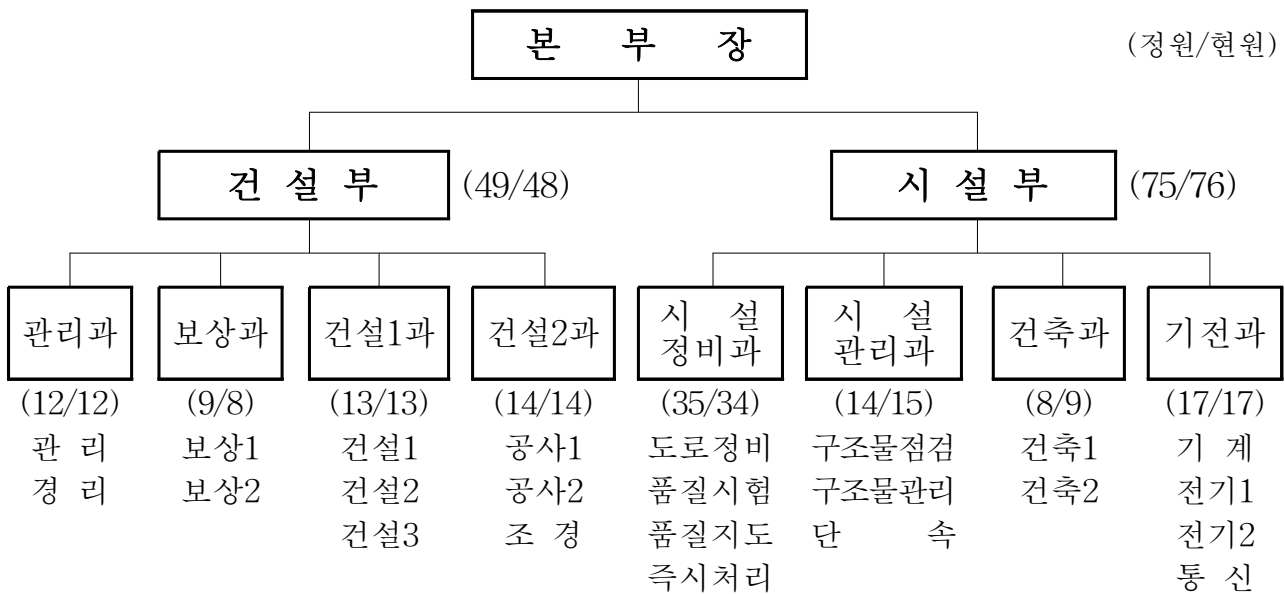 본 부 장
(정원/현원)
건 설 부 (49/48)
시 설 부 (75/76)
관리과
보상과
건설1과
건설2과
시 설
정비과
시 설
관리과
건축과
기전과
(12/12) (9/8) (13/13) (14/14) (35/34) (14/15) (8/9) (17/17)
관 리 보상1 건설1 공사1 도로정비 구조물점검 건축1 기 계
경 리 보상2 건설2 공사2 품질시험 구조물관리 건축2 전기1
건설3 조 경 품질지도 단 속 전기2
즉시처리 통 신